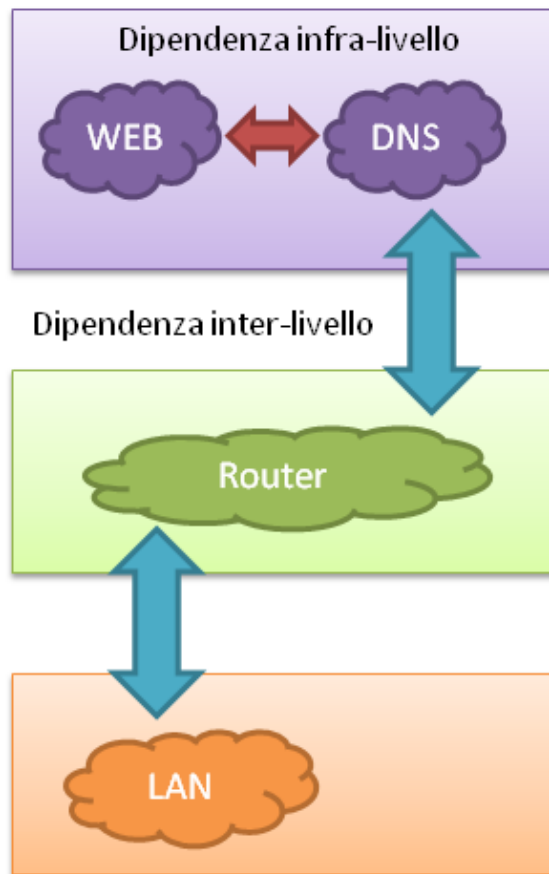 Dipendenza infra-livello
WEB
DNS
Dipendenza inter-livello
Router
LAN